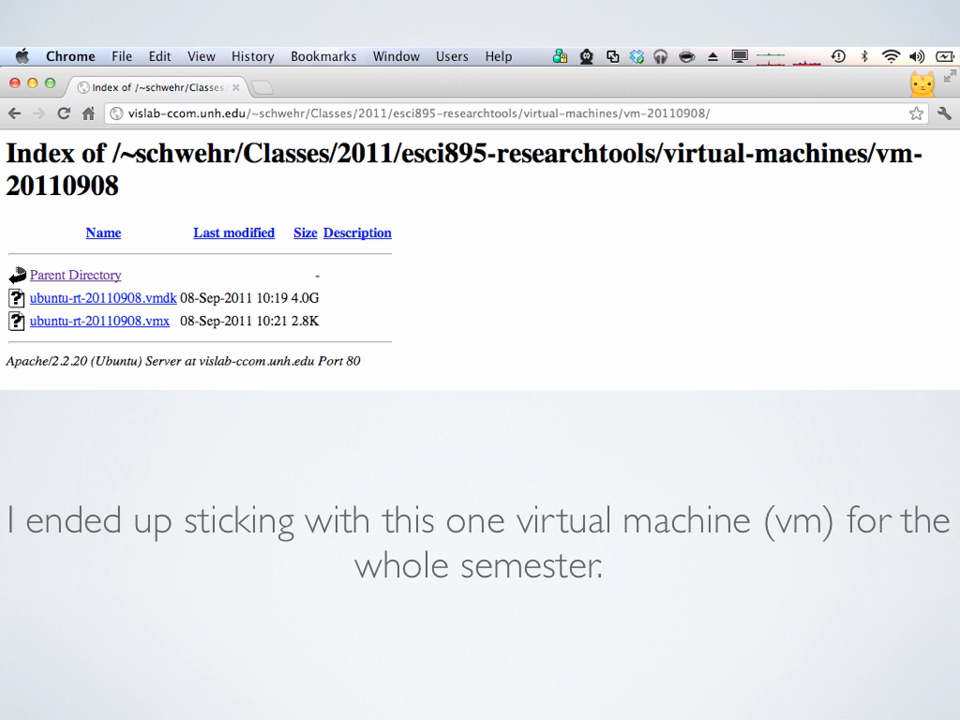 Chrome File Edit View History Bookmarks Window Users Help
Index of /~schwehr/Classes
vislab-ccom.unh.edu/~schwehr/Classes/2011/esci895-researchtools/virtual-machines/vm-20110908/
Index of /~schwehr/Classes/2011/esci895-researchtools/virtual-machines/vm-
20110908
Name Last modified Size Description
Parent Directory -
ubuntu-rt-20110908.vmdk 08-Sep-2011 10:19 4.0G
ubuntu-rt-20110908.vmx 08-Sep-2011 10:21 2.8K
Apache/2.2.20 (Ubuntu) Server at vislab-ccom.unh.edu Port 80
I ended up sticking with this one virtual machine (vm) for the
whole semester.